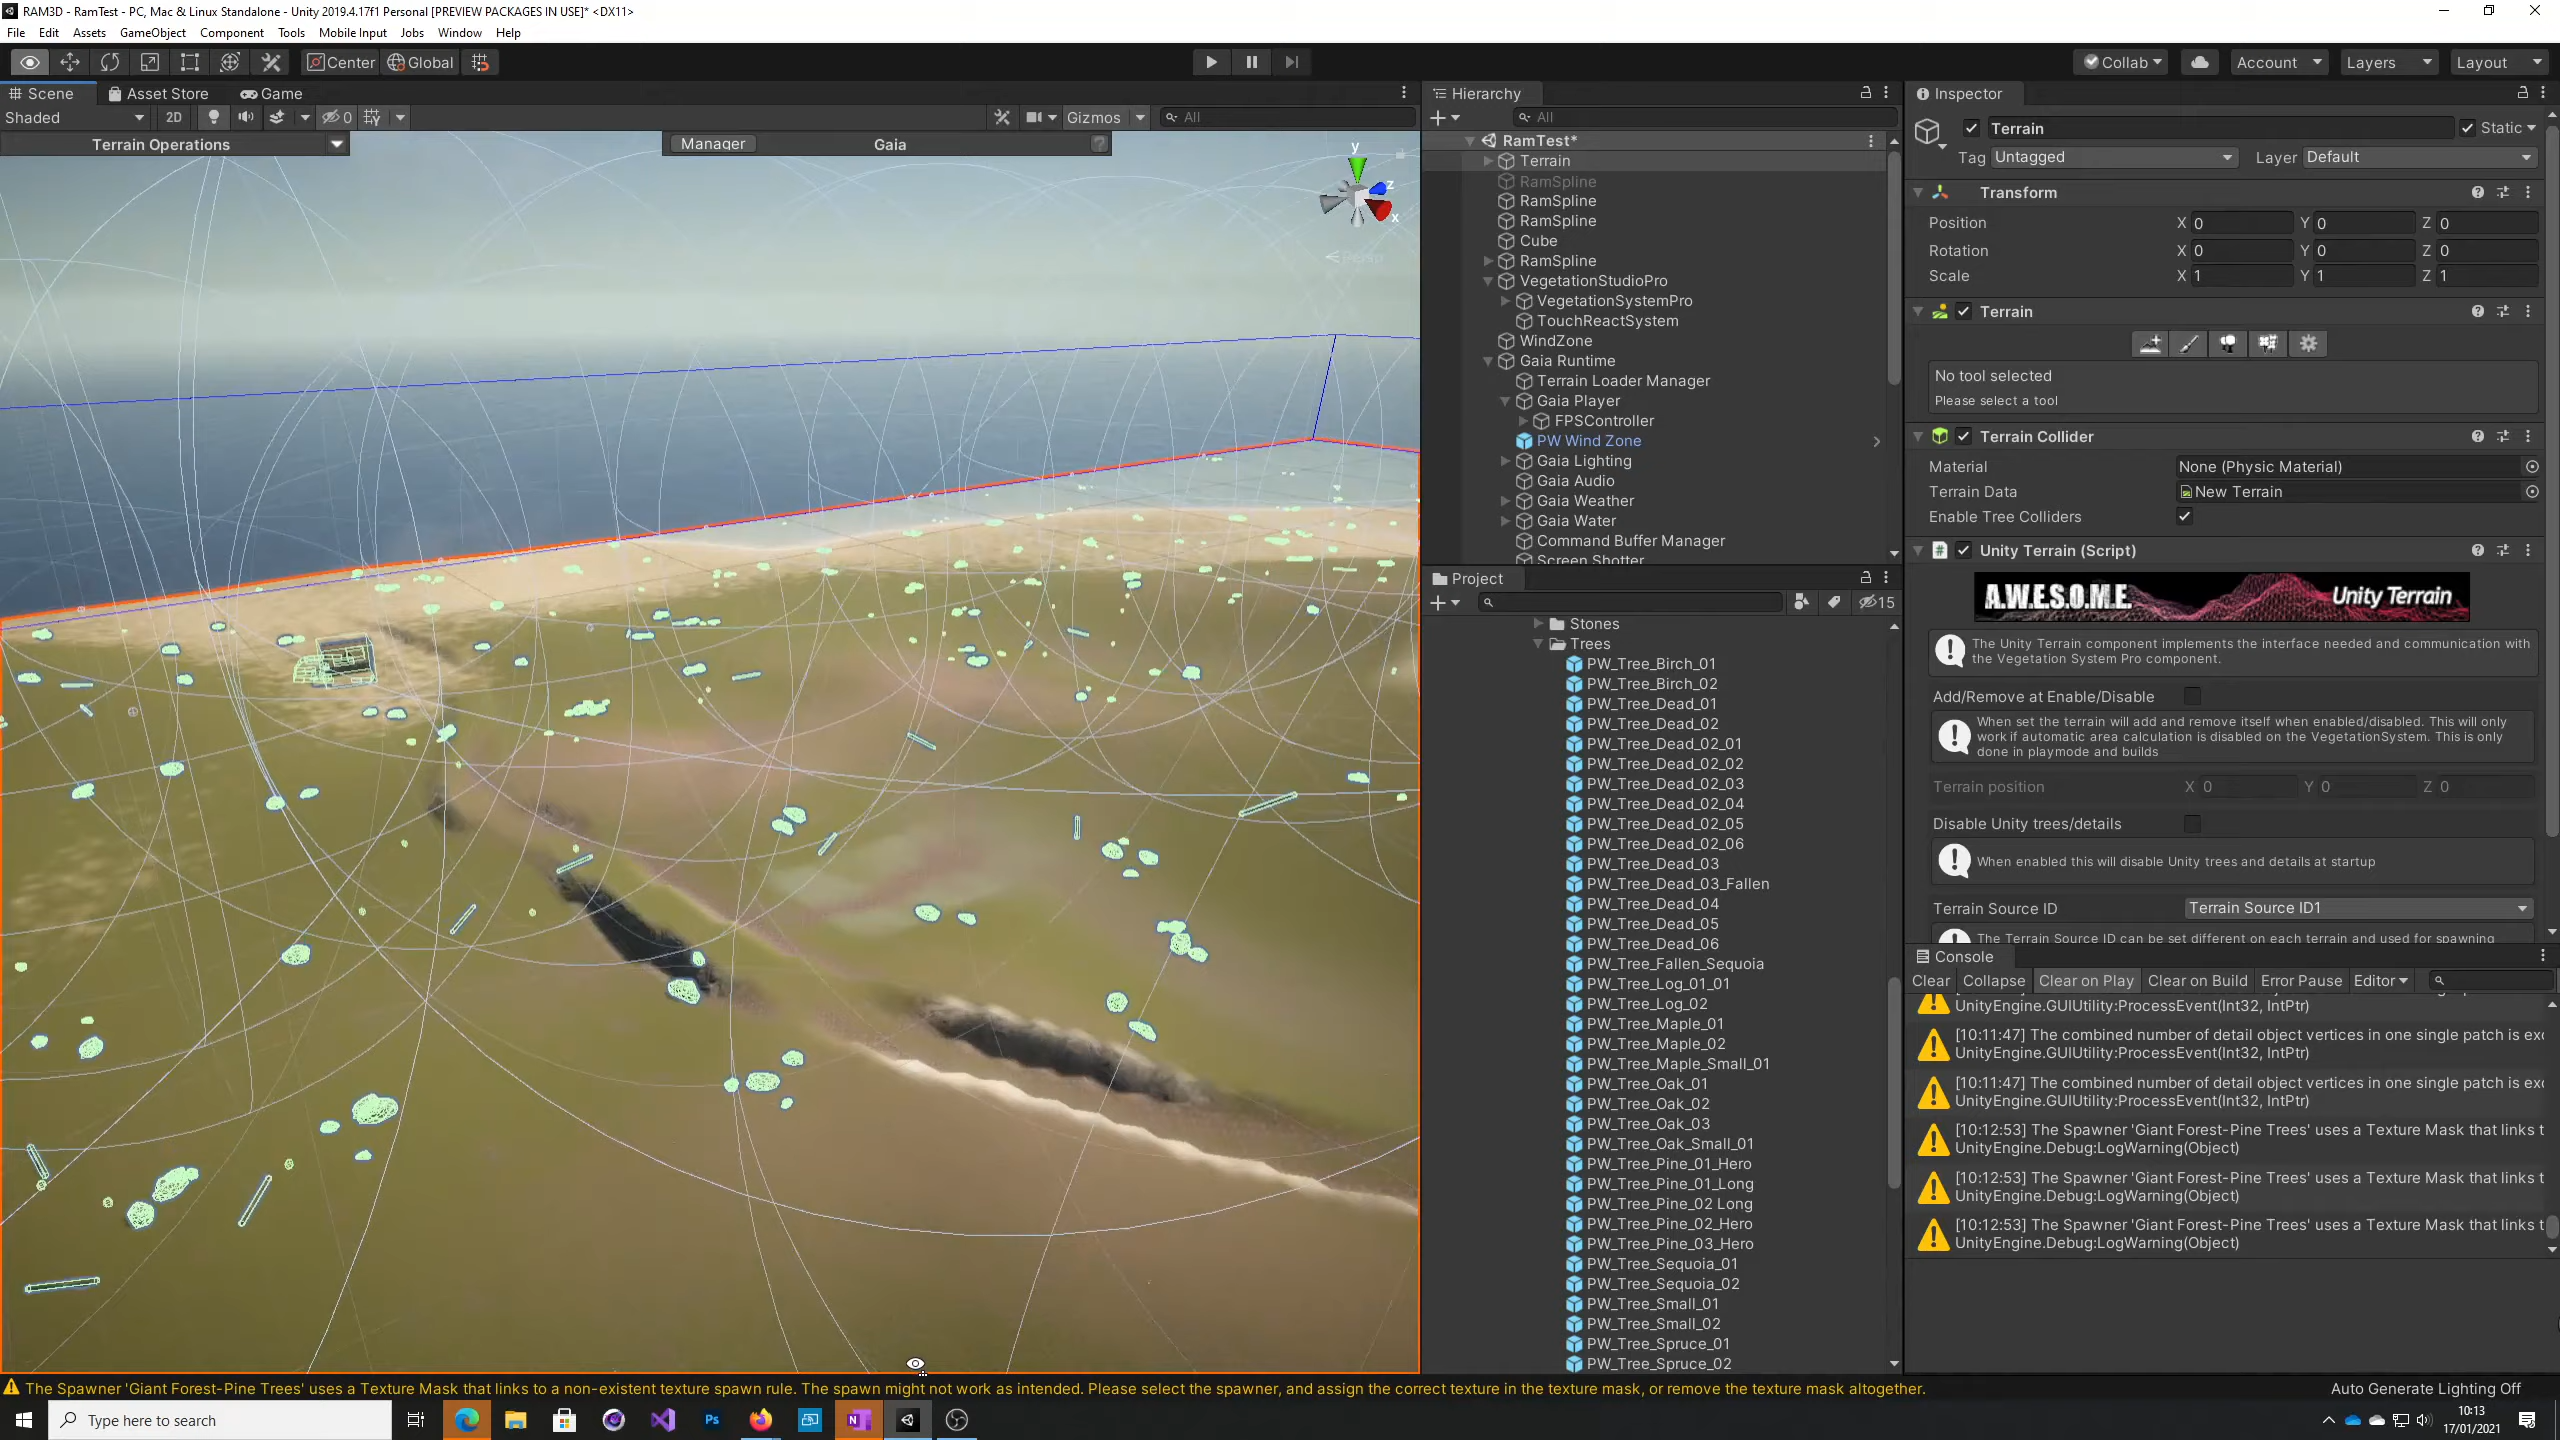 RAM3D - RamTest - PC, Mac & Linux Standalone - Unity 2019.4.17f1 Personal [PREVIEW PACKAGES IN USE]* <DX11>
File Edit Assets GameObject Component Tools Mobile Input Jobs Window Help
Center Global Collab Account Layers Layout
Scene Asset Store Game
Shaded 2D 0 Gizmos All
Terrain Operations Manager Gaia
y
z
x
Persp
Hierarchy
All
RamTest*
Terrain
RamSpline
RamSpline
RamSpline
Cube
RamSpline
VegetationStudioPro
VegetationSystemPro
TouchReactSystem
WindZone
Gaia Runtime
Terrain Loader Manager
Gaia Player
FPSController
PW Wind Zone
Gaia Lighting
Gaia Audio
Gaia Weather
Gaia Water
Command Buffer Manager
Screen Shotter
Project
15
Stones
Trees
PW_Tree_Birch_01
PW_Tree_Birch_02
PW_Tree_Dead_01
PW_Tree_Dead_02
PW_Tree_Dead_02_01
PW_Tree_Dead_02_02
PW_Tree_Dead_02_03
PW_Tree_Dead_02_04
PW_Tree_Dead_02_05
PW_Tree_Dead_02_06
PW_Tree_Dead_03
PW_Tree_Dead_03_Fallen
PW_Tree_Dead_04
PW_Tree_Dead_05
PW_Tree_Dead_06
PW_Tree_Fallen_Sequoia
PW_Tree_Log_01_01
PW_Tree_Log_02
PW_Tree_Maple_01
PW_Tree_Maple_02
PW_Tree_Maple_Small_01
PW_Tree_Oak_01
PW_Tree_Oak_02
PW_Tree_Oak_03
PW_Tree_Oak_Small_01
PW_Tree_Pine_01_Hero
PW_Tree_Pine_01_Long
PW_Tree_Pine_02 Long
PW_Tree_Pine_02_Hero
PW_Tree_Pine_03_Hero
PW_Tree_Sequoia_01
PW_Tree_Sequoia_02
PW_Tree_Small_01
PW_Tree_Small_02
PW_Tree_Spruce_01
PW_Tree_Spruce_02
Inspector
Terrain Static
Tag Untagged Layer Default
Transform
Position X 0 Y 0 Z 0
Rotation X 0 Y 0 Z 0
Scale X 1 Y 1 Z 1
Terrain
No tool selected
Please select a tool
Terrain Collider
Material None (Physic Material)
Terrain Data New Terrain
Enable Tree Colliders
Unity Terrain (Script)
A.W.E.S.O.M.E. Unity Terrain
The Unity Terrain component implements the interface needed and communication with
the Vegetation System Pro component.
Add/Remove at Enable/Disable
When set the terrain will add and remove itself when enabled/disabled. This will only
work if automatic area calculation is disabled on the VegetationSystem. This is only
done in playmode and builds
Terrain position X 0 Y 0 Z 0
Disable Unity trees/details
When enabled this will disable Unity trees and details at startup
Terrain Source ID Terrain Source ID1
The Terrain Source ID can be set different on each terrain and used for spawning
Console
Clear Collapse Clear on Play Clear on Build Error Pause Editor
UnityEngine.GUIUtility:ProcessEvent(Int32, IntPtr)
[10:11:47] The combined number of detail object vertices in one single patch is exc
UnityEngine.GUIUtility:ProcessEvent(Int32, IntPtr)
[10:11:47] The combined number of detail object vertices in one single patch is exc
UnityEngine.GUIUtility:ProcessEvent(Int32, IntPtr)
[10:12:53] The Spawner 'Giant Forest-Pine Trees' uses a Texture Mask that links t
UnityEngine.Debug:LogWarning(Object)
[10:12:53] The Spawner 'Giant Forest-Pine Trees' uses a Texture Mask that links t
UnityEngine.Debug:LogWarning(Object)
[10:12:53] The Spawner 'Giant Forest-Pine Trees' uses a Texture Mask that links t
UnityEngine.Debug:LogWarning(Object)
The Spawner 'Giant Forest-Pine Trees' uses a Texture Mask that links to a non-existent texture spawn rule. The spawn might not work as intended. Please select the spawner, and assign the correct texture in the texture mask, or remove the texture mask altogether.
Auto Generate Lighting Off
Type here to search
10:13
17/01/2021